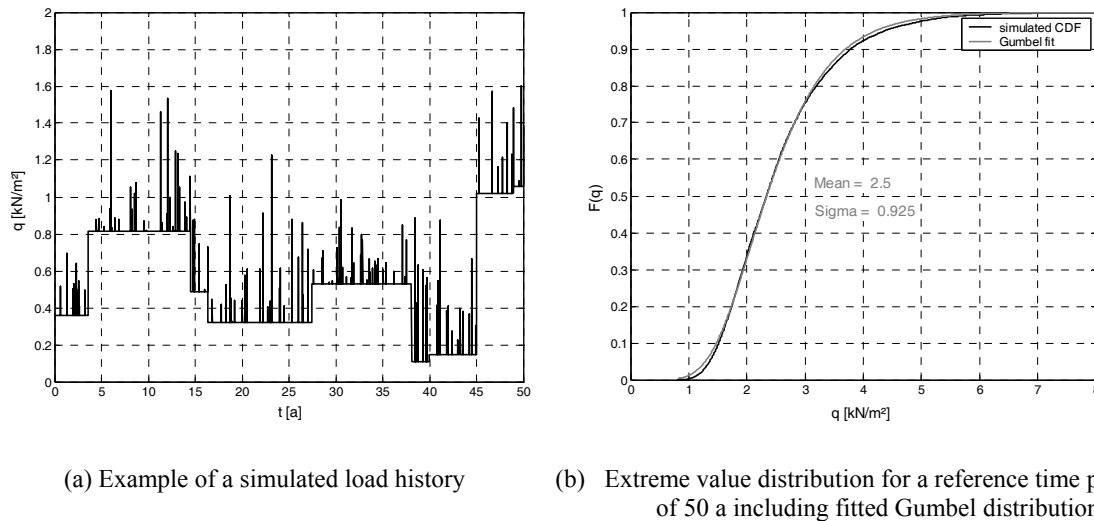 2
1.8
1.6
1.4
1.2
1
0.8
0.6
0.4
0.2
0
q [kN/m²]
0 5 10 15 20 25 30 35 40 45 50
t [a]
1
0.9
0.8
0.7
0.6
0.5
0.4
0.3
0.2
0.1
0
F(q)
simulated CDF
Gumbel fit
Mean = 2.5
Sigma = 0.925
0 1 2 3 4 5 6 7 8
q [kN/m²]
(a) Example of a simulated load history
(b) Extreme value distribution for a reference time p
of 50 a including fitted Gumbel distribution